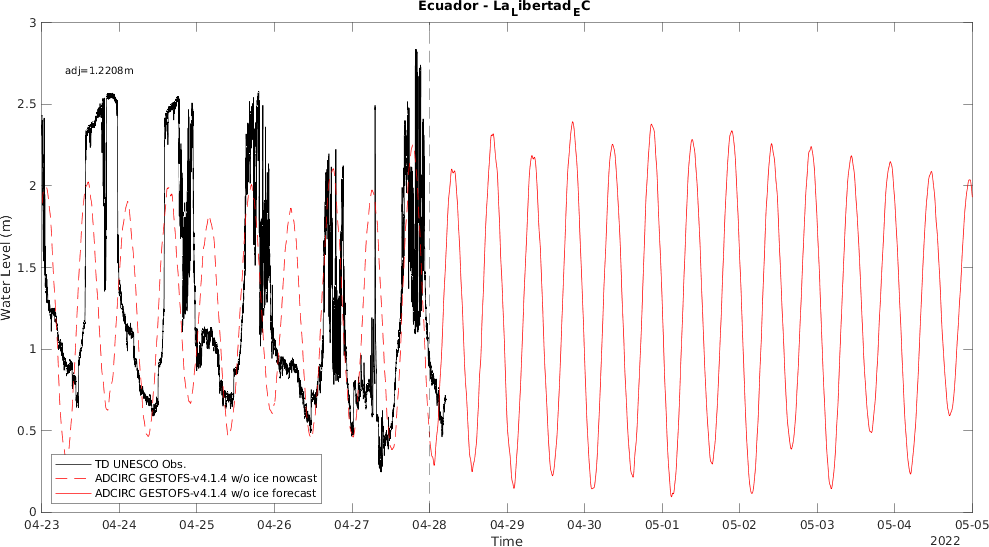 Ecuador - LaLibertadEC
adj=1.2208m
3
2.5
2
1.5
1
0.5
0
Water Level (m)
TD UNESCO Obs.
ADCIRC GESTOFS-v4.1.4 w/o ice nowcast
ADCIRC GESTOFS-v4.1.4 w/o ice forecast
04-23 04-24 04-25 04-26 04-27 04-28 04-29 04-30 05-01 05-02 05-03 05-04 05-05
Time
2022